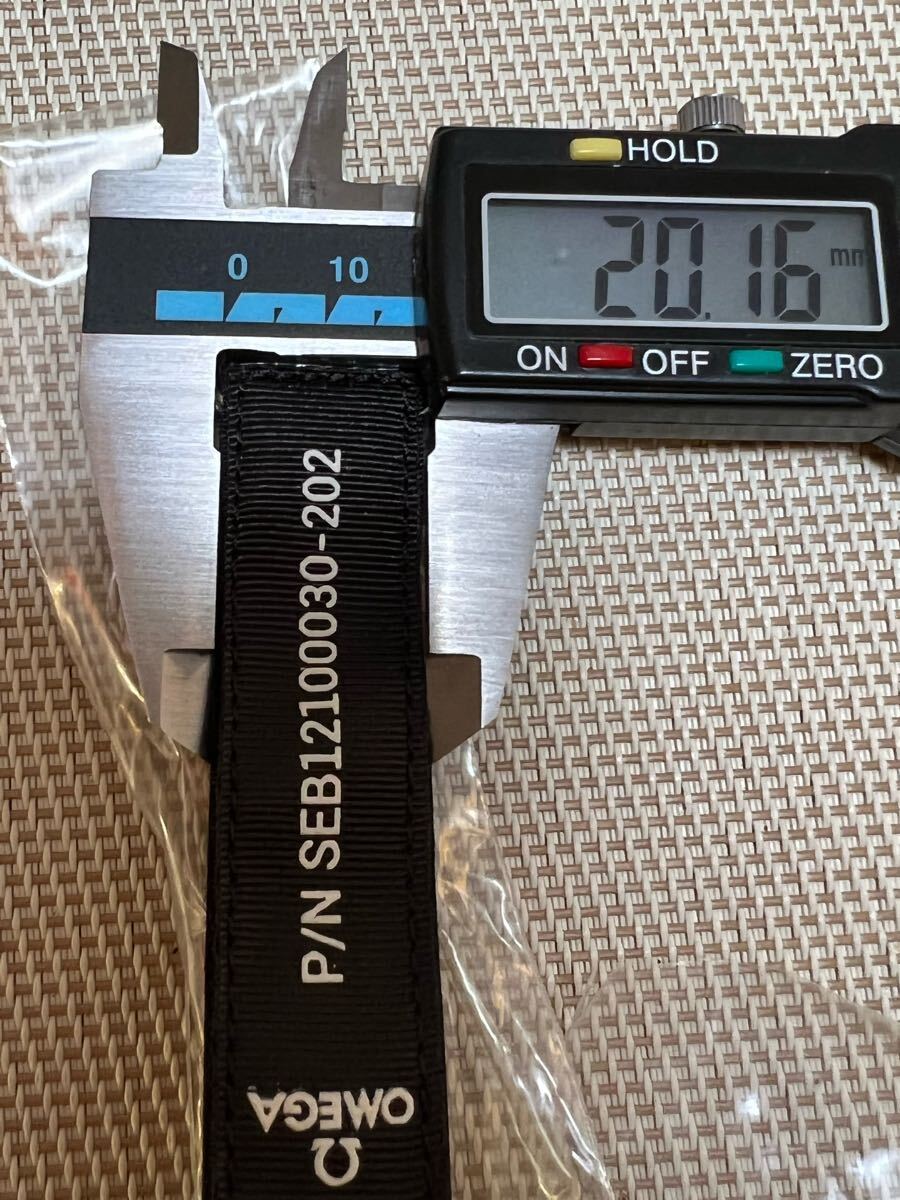 HOLD
20.16 mm
0 10
ON OFF ZERO
P/N SEB12100030-202
Ω
OMEGA